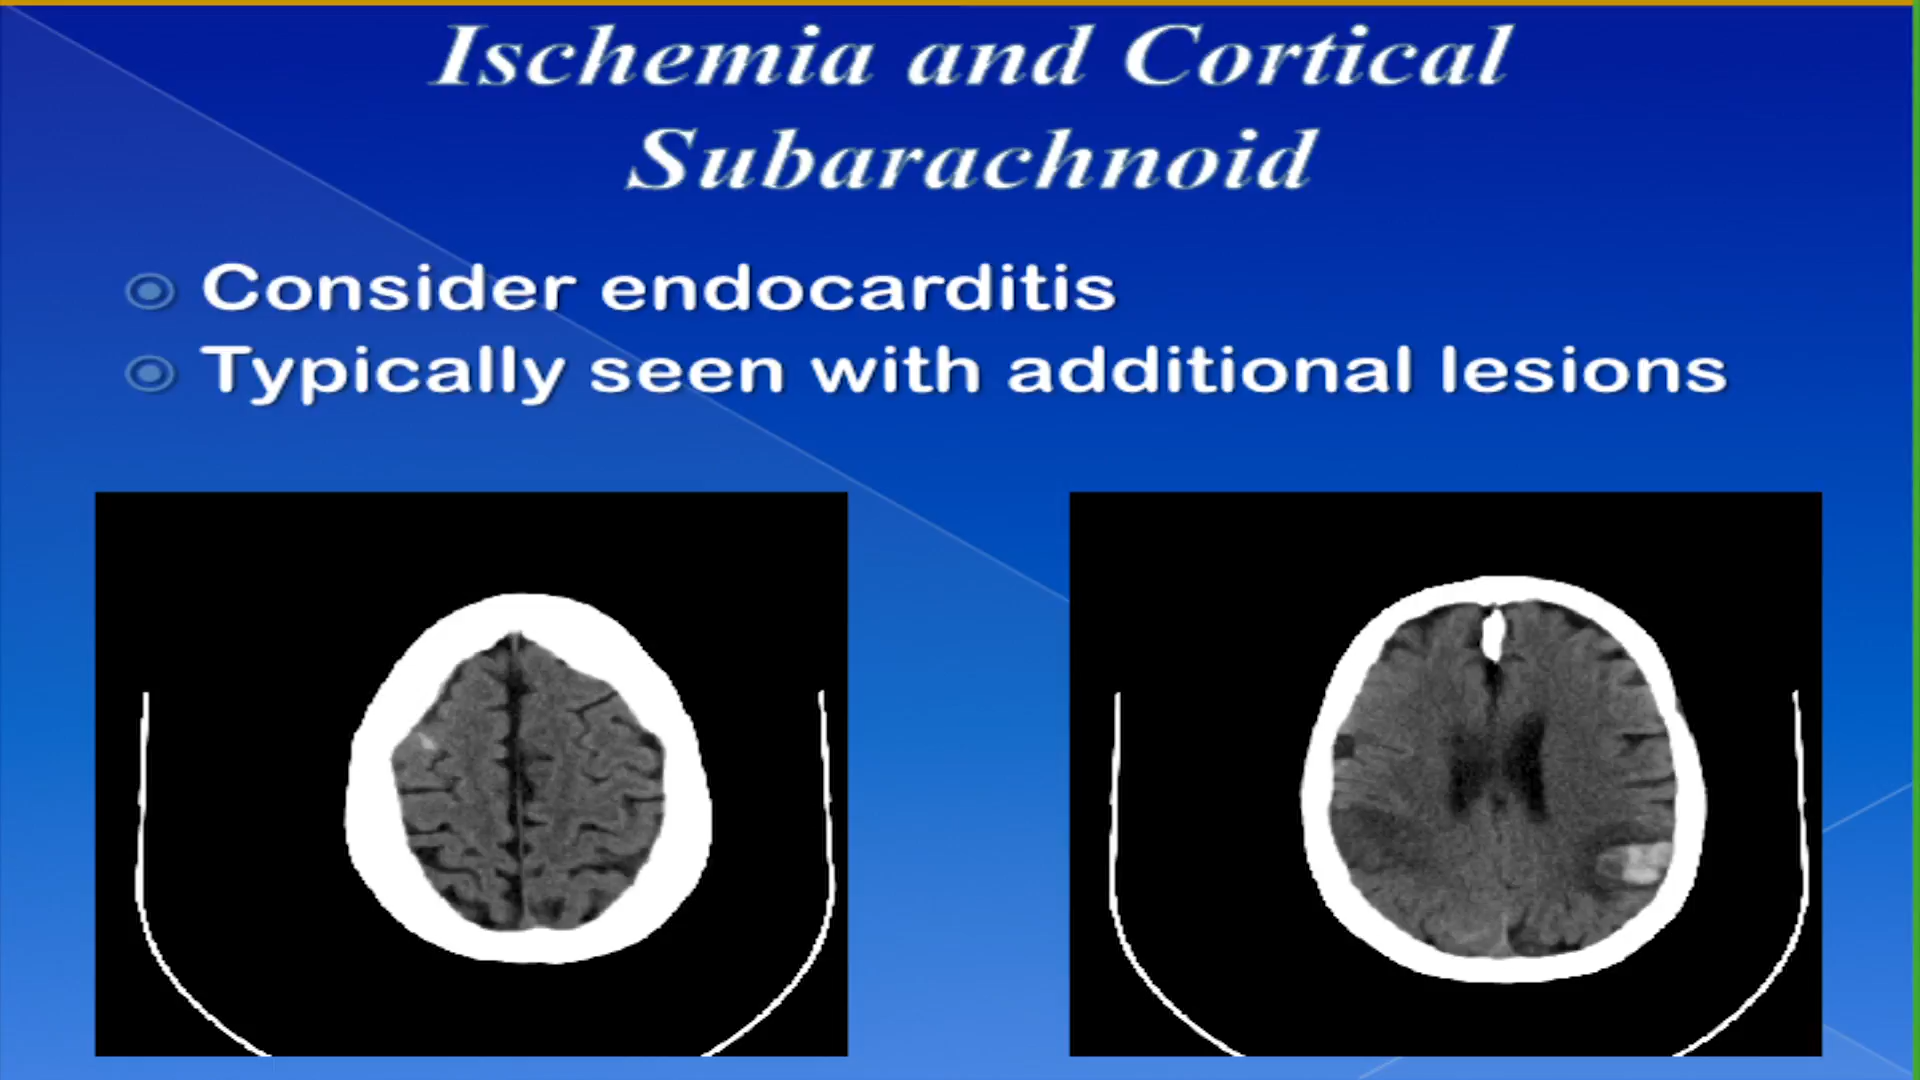 Ischemia and Cortical
Subarachnoid
Consider endocarditis
Typically seen with additional lesions